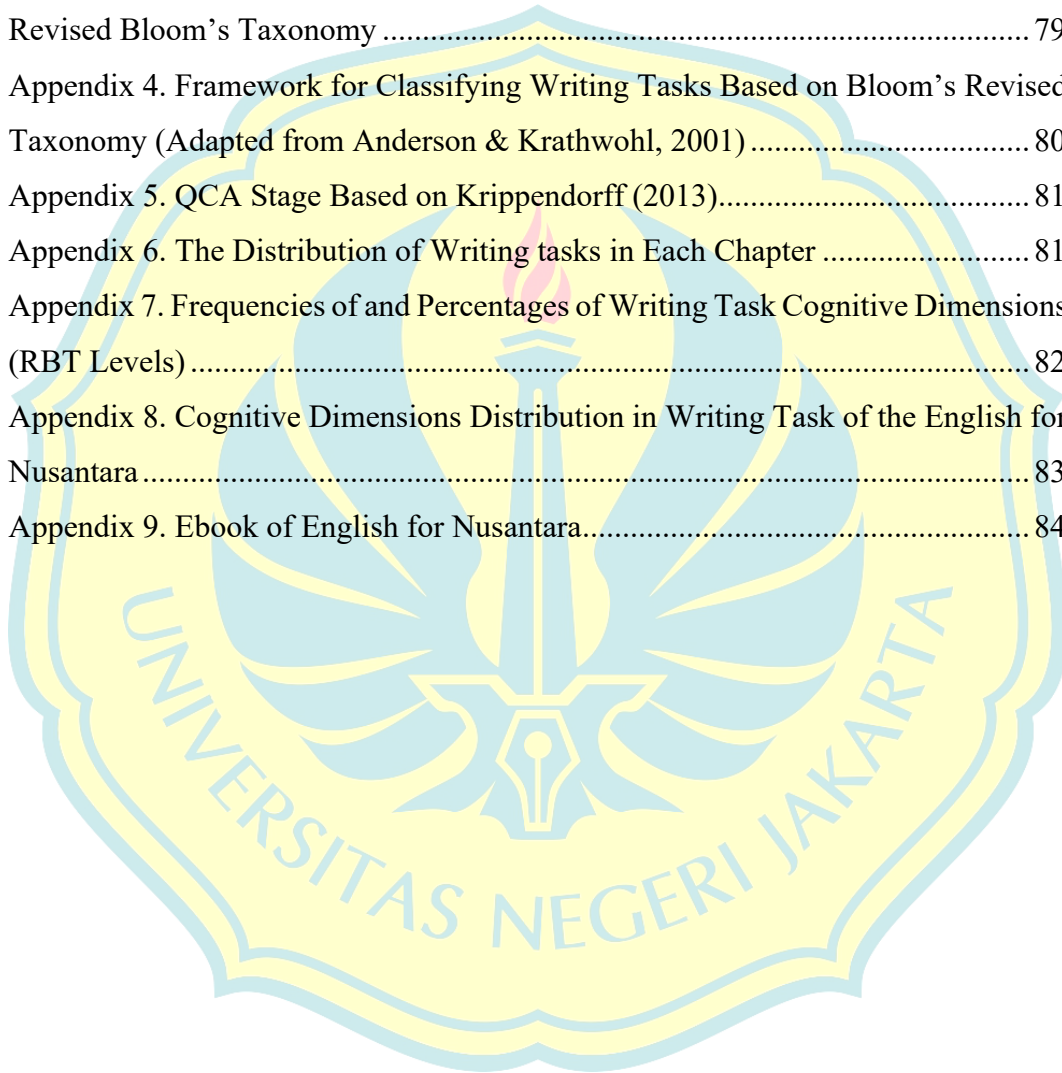 Revised Bloom’s Taxonomy ........................................................................................ 79
Appendix 4. Framework for Classifying Writing Tasks Based on Bloom’s Revised
Taxonomy (Adapted from Anderson & Krathwohl, 2001) ................................... 80
Appendix 5. QCA Stage Based on Krippendorff (2013)....................................... 81
Appendix 6. The Distribution of Writing tasks in Each Chapter .......................... 81
Appendix 7. Frequencies of and Percentages of Writing Task Cognitive Dimensions
(RBT Levels) ........................................................................................................ 82
Appendix 8. Cognitive Dimensions Distribution in Writing Task of the English for
Nusantara .............................................................................................................. 83
Appendix 9. Ebook of English for Nusantara........................................................ 84
UNIVERSITAS NEGERI JAKARTA